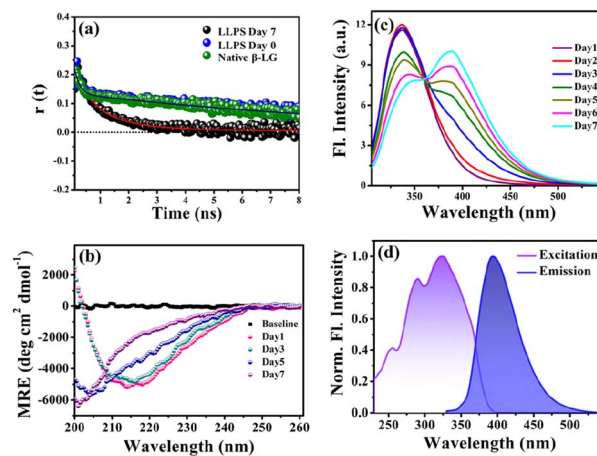 (a)
LLPS Day 7
LLPS Day 0
Native β-LG
r (t)
0.4
0.3
0.2
0.1
0.0
-0.1
-0.2
1 2 3 4 5 6 7 8
Time (ns)
(c)
Day1
Day2
Day3
Day4
Day5
Day6
Day7
Fl. Intensity (a.u.)
12
9
6
3
0
350 400 450 500
Wavelength (nm)
(b)
Baseline
Day1
Day3
Day5
Day7
MRE (deg cm² dmol⁻¹)
2000
0
-2000
-4000
-6000
200 210 220 230 240 250 260
Wavelength (nm)
(d)
Excitation
Emission
Norm. Fl. Intensity
1.0
0.8
0.6
0.4
0.2
0.0
250 300 350 400 450 500
Wavelength (nm)